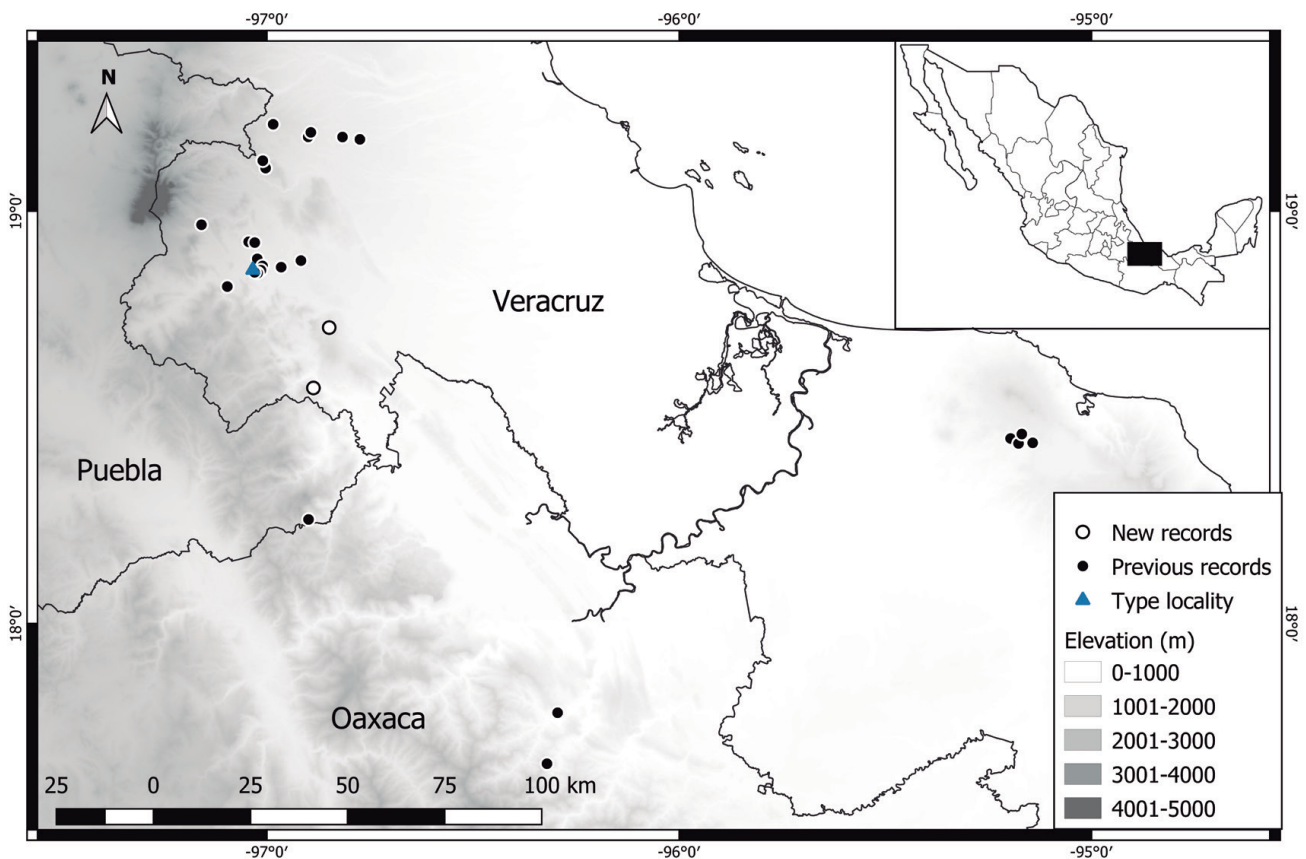 -97°0′ -96°0′ -95°0′
N
19°0′ 19°0′
Veracruz
Puebla
New records
Previous records
Type locality
18°0′ 18°0′
Elevation (m)
0-1000
1001-2000
2001-3000
3001-4000
4001-5000
Oaxaca
25 0 25 50 75 100 km
-97°0′ -96°0′ -95°0′